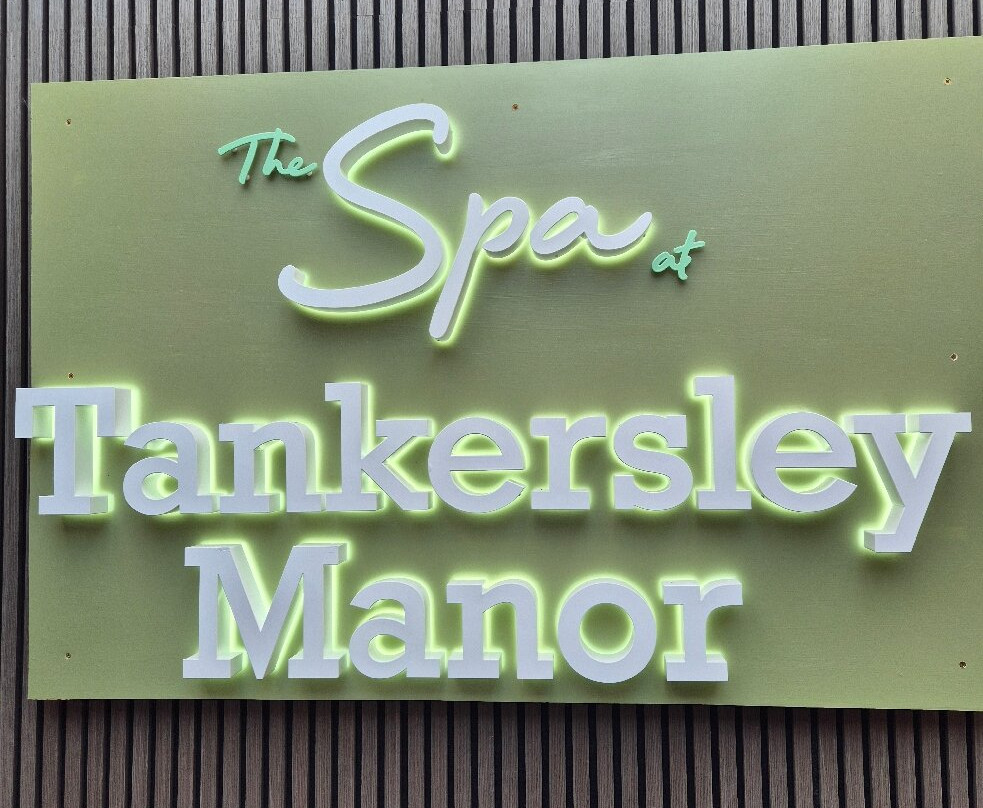 The Spa at
Tankersley
Manor